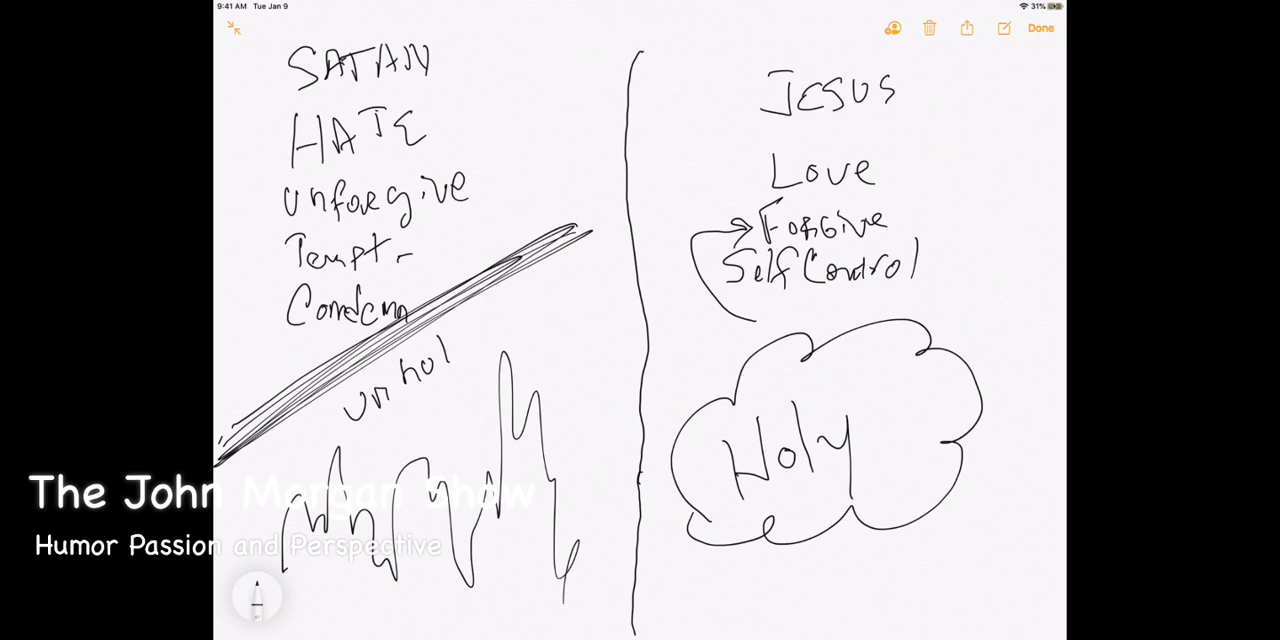 9:41 AM Tue Jan 9
31%
Done
SATAN
HATE
unforgive
Tempt
Condemn
unhol
JESUS
Love
Forgive
Self Control
Holy
The John Morgan Show
Humor Passion and Perspective